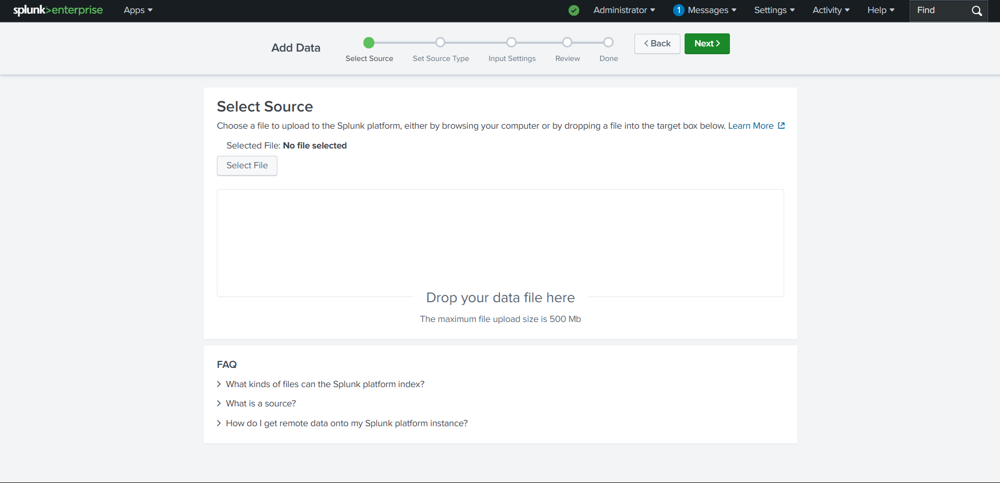 splunk>enterprise Apps Administrator 1 Messages Settings Activity Help Find
Add Data
Select Source Set Source Type Input Settings Review Done
Back Next
Select Source
Choose a file to upload to the Splunk platform, either by browsing your computer or by dropping a file into the target box below. Learn More
Selected File: No file selected
Select File
Drop your data file here
The maximum file upload size is 500 Mb
FAQ
What kinds of files can the Splunk platform index?
What is a source?
How do I get remote data onto my Splunk platform instance?